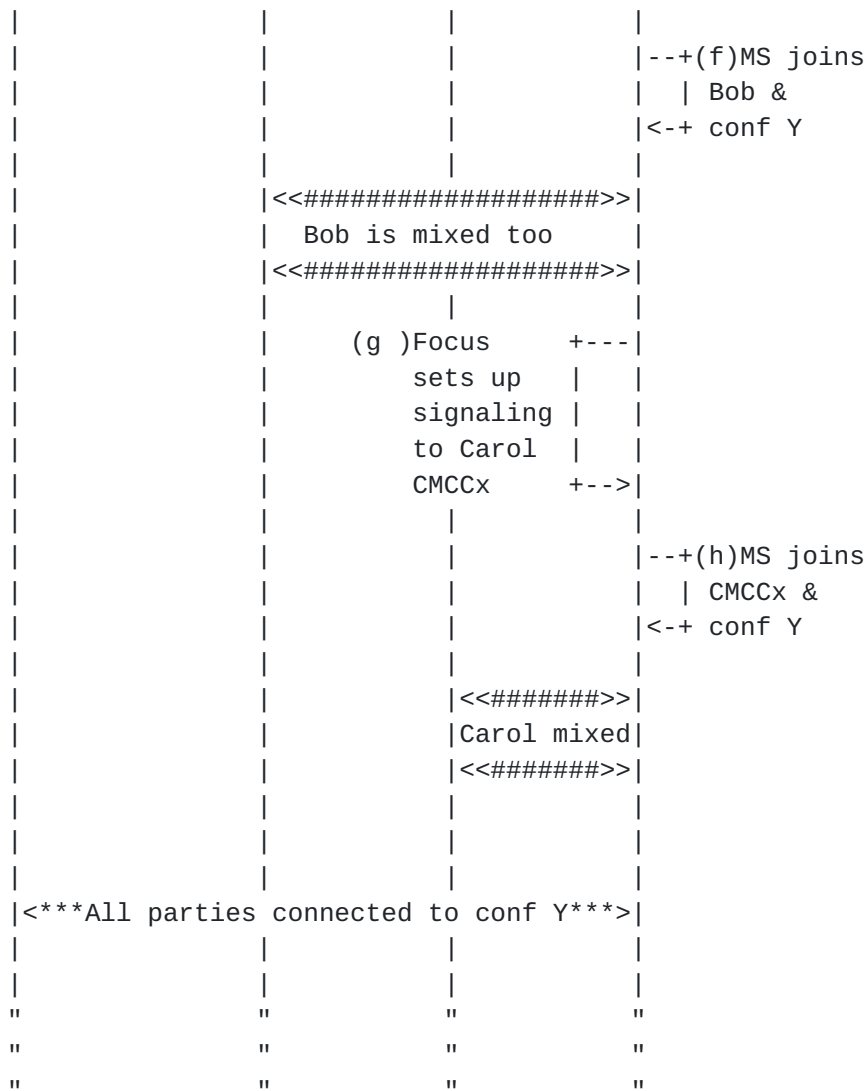 |               |           |           |
|               |           |           |--+(f)MS joins
|               |           |           |  | Bob &
|               |           |           |<-+ conf Y
|               |           |           |
|               |<<###################>>|
|               |  Bob is mixed too     |
|               |<<###################>>|
|               |           |           |
|               |     (g )Focus     +---|
|               |         sets up   |   |
|               |         signaling |   |
|               |         to Carol  |   |
|               |         CMCCx     +-->|
|               |           |           |
|               |           |           |--+(h)MS joins
|               |           |           |  | CMCCx &
|               |           |           |<-+ conf Y
|               |           |           |
|               |           |<<#######>>|
|               |           |Carol mixed|
|               |           |<<#######>>|
|               |           |           |
|               |           |           |
|               |           |           |
|<***All parties connected to conf Y***>|
|               |           |           |
|               |           |           |
"               "           "           "
"               "           "           "
"               "           "           "